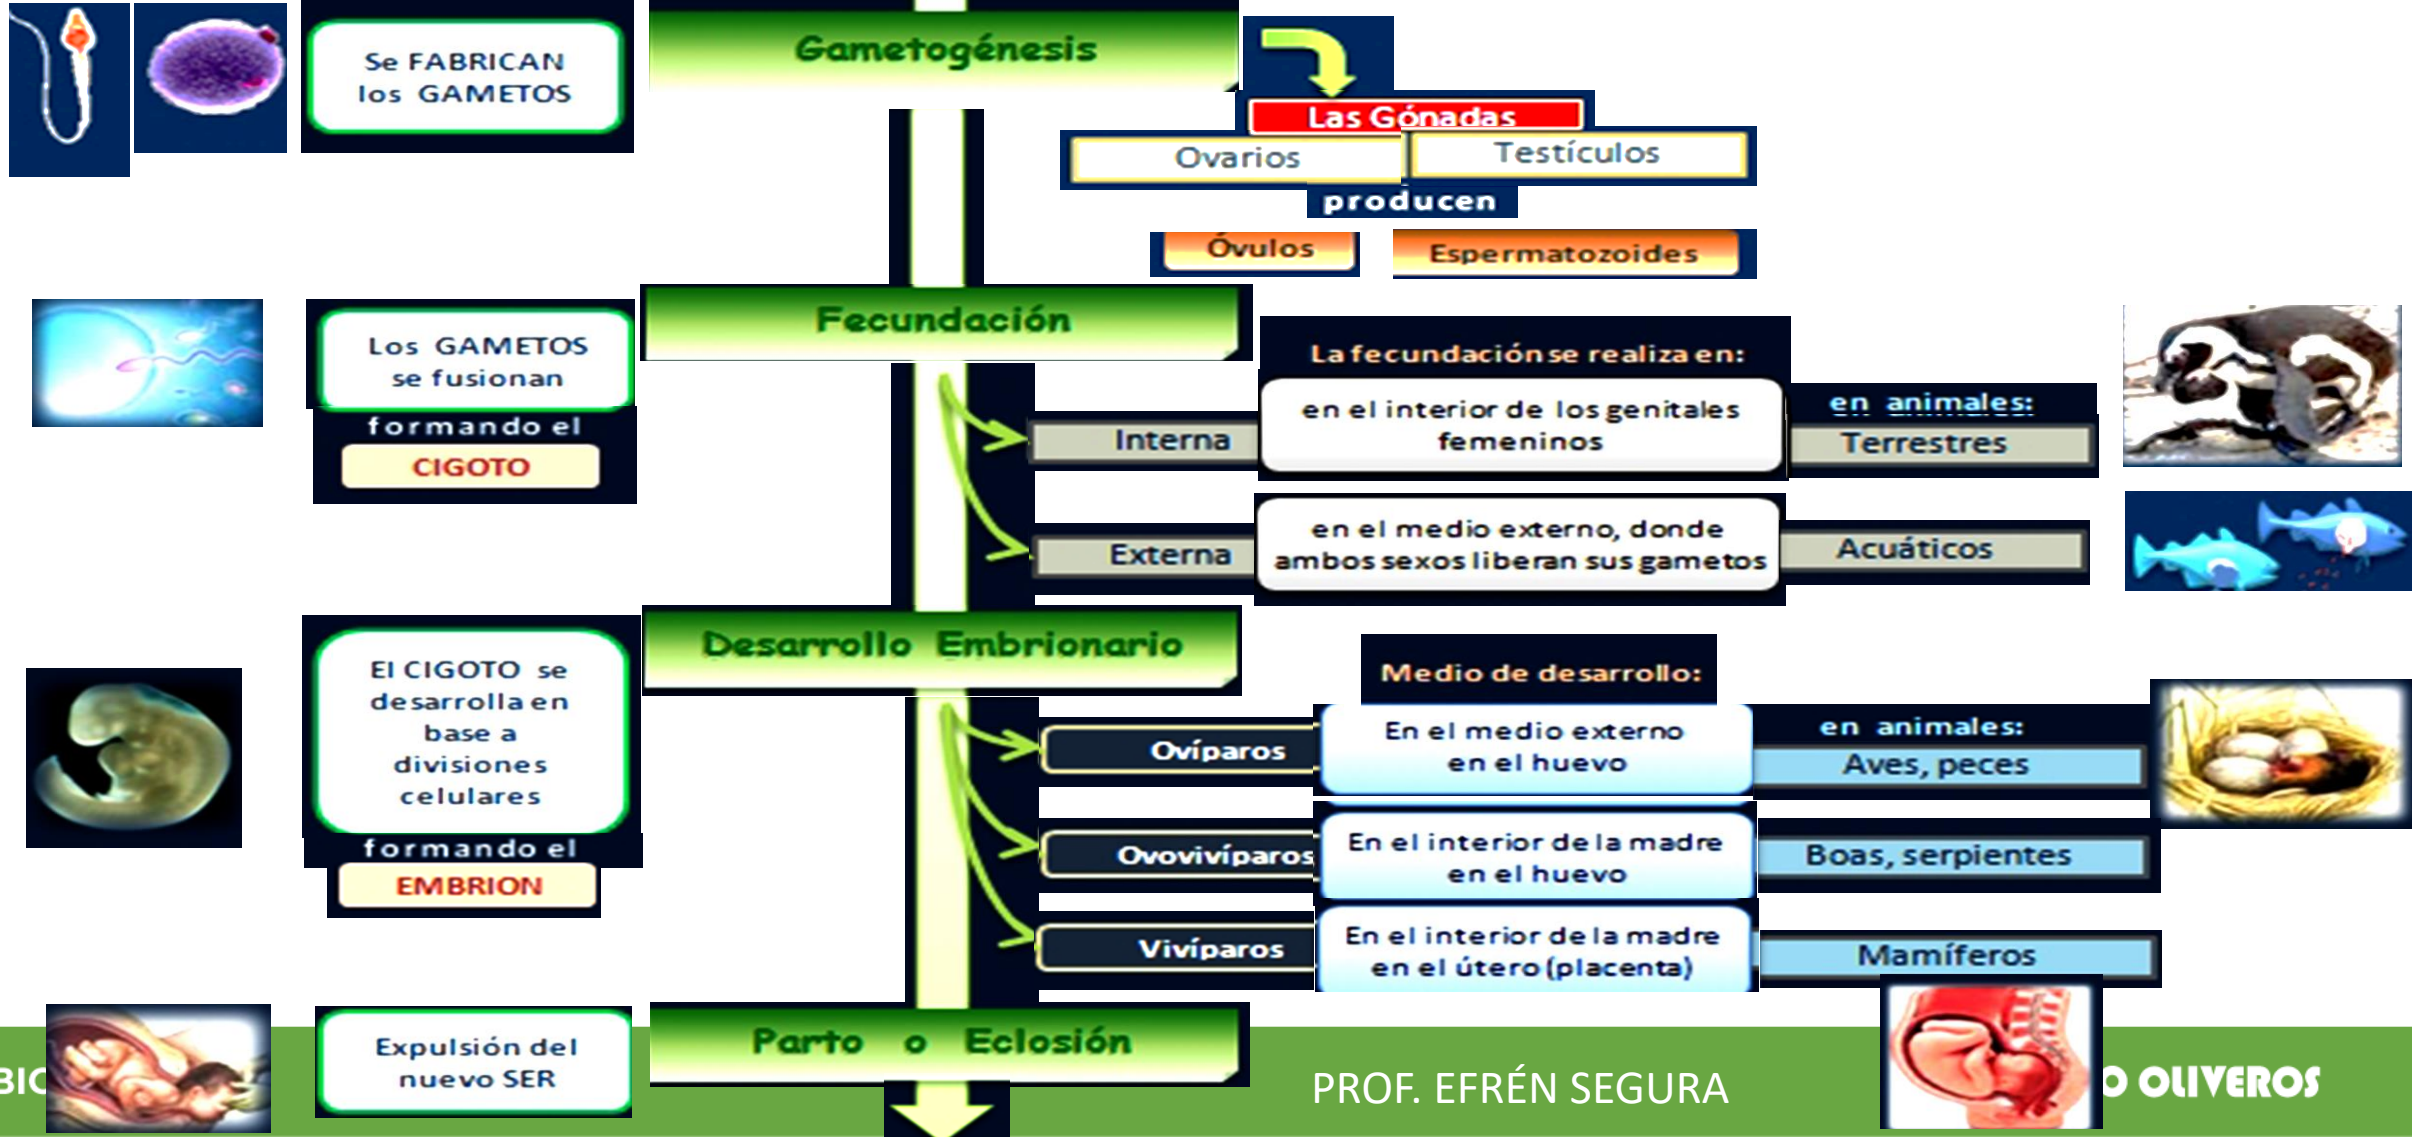 Gametogénesis
Se FABRICAN
los GAMETOS
Las Gónadas
Ovarios
Testículos
producen
Óvulos
Espermatozoides
Fecundación
Los GAMETOS
se fusionan
formando el
CIGOTO
La fecundación se realiza en:
Interna
en el interior de los genitales
femeninos
en animales:
Terrestres
Externa
en el medio externo, donde
ambos sexos liberan sus gametos
Acuáticos
Desarrollo Embrionario
El CIGOTO se
desarrolla en
base a
divisiones
celulares
formando el
EMBRION
Medio de desarrollo:
Ovíparos
En el medio externo
en el huevo
en animales:
Aves, peces
Ovovivíparos
En el interior de la madre
en el huevo
Boas, serpientes
Vivíparos
En el interior de la madre
en el útero (placenta)
Mamíferos
Parto o Eclosión
Expulsión del
nuevo SER
PROF. EFRÉN SEGURA
OLIVEROS